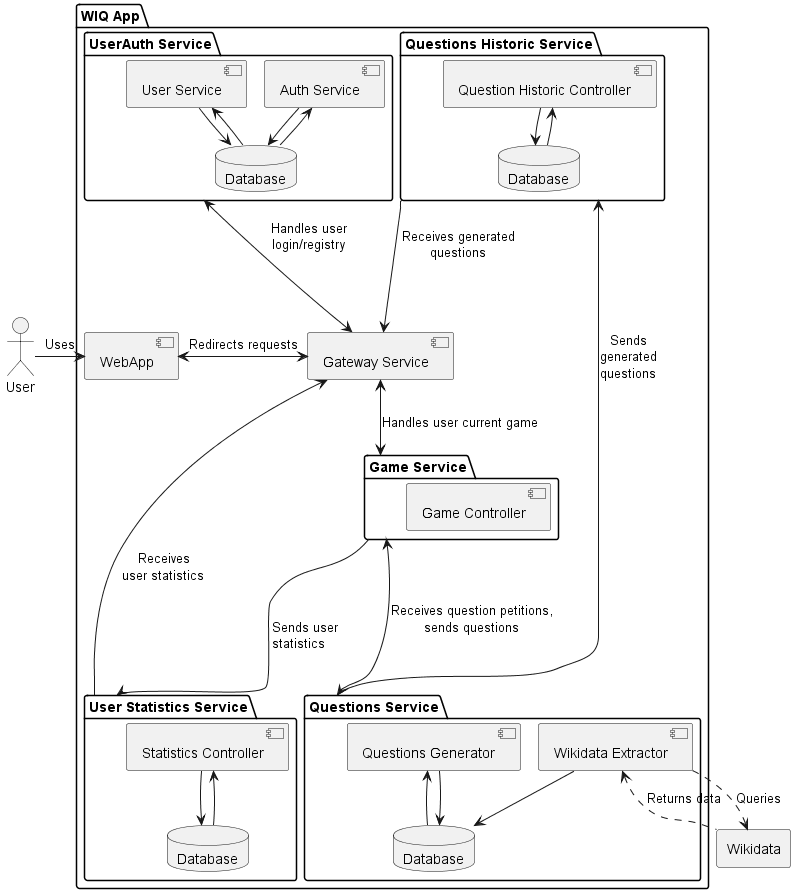 WIQ App
UserAuth Service
Questions Historic Service
User Service
Auth Service
Question Historic Controller
Database
Database
Handles user
login/registry
Receives generated
questions
Sends
generated
questions
User
Uses
WebApp
Redirects requests
Gateway Service
Handles user current game
Game Service
Game Controller
Receives
user statistics
Sends user
statistics
Receives question petitions,
sends questions
User Statistics Service
Questions Service
Statistics Controller
Questions Generator
Wikidata Extractor
Returns data
Queries
Database
Database
Wikidata